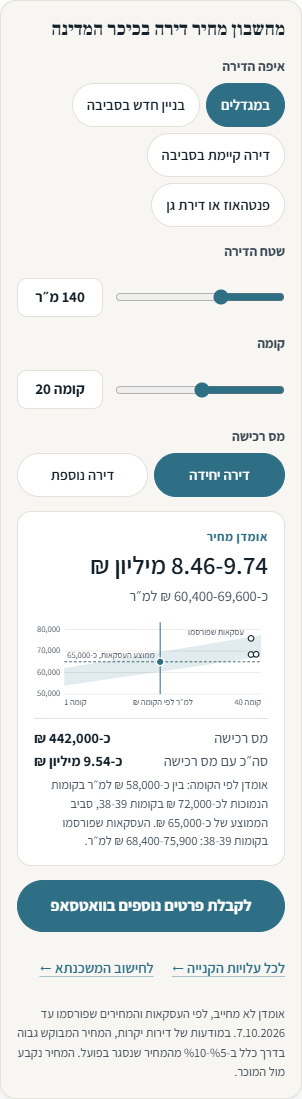 מחשבון מחיר דירה בכיכר המדינה
איפה הדירה
במגדלים
בניין חדש בסביבה
דירה קיימת בסביבה
פנטהאוז או דירת גן
שטח הדירה
140 מ״ר
קומה
קומה 20
מס רכישה
דירה יחידה
דירה נוספת
אומדן מחיר
8.46-9.74 מיליון ₪
כ-60,400-69,600 ₪ למ״ר
80,000
70,000
60,000
50,000
עסקאות שפורסמו
ממוצע העסקאות, כ-65,000
קומה 1
₪ למ״ר לפי הקומה
קומה 40
מס רכישה
כ-442,000 ₪
סה״כ עם מס רכישה
כ-9.54 מיליון ₪
אומדן לפי הקומה: בין כ-58,000 ₪ למ״ר בקומות
הנמוכות לכ-72,000 ₪ בקומות 38-39, סביב
הממוצע של כ-65,000 ₪. העסקאות שפורסמו
בקומות 38-39: 68,400-75,900 ₪ למ״ר.
לקבלת פרטים נוספים בוואטסאפ
לכל עלויות הקנייה ←
לחישוב המשכנתא ←
אומדן לא מחייב, לפי העסקאות והמחירים שפורסמו עד
7.10.2026. במודעות של דירות יקרות, המחיר המבוקש גבוה
בדרך כלל ב-5%-10% מהמחיר שנסגר בפועל. המחיר נקבע
מול המוכר.